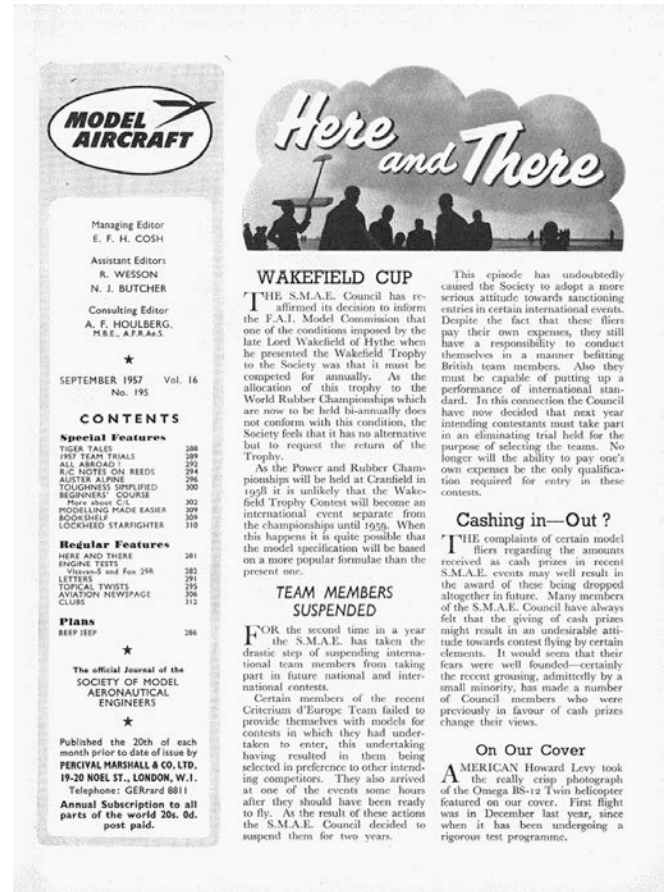 MODEL
AIRCRAFT
Managing Editor
E. F. H. COSH
Assistant Editors
R. WESSON
N. J. BUTCHER
Consulting Editor
A. F. HOULBERG,
M.B.E., A.F.R.Ae.S.
SEPTEMBER 1957 Vol. 16
No. 195
CONTENTS
Special Features
TIGER TALES 288
1957 TEAM TRIALS 289
ALL ABROAD ! 292
R/C NOTES ON REEDS 294
AUSTER ALPINE 296
TOUGHNESS SIMPLIFIED 300
BEGINNERS' COURSE
More about C/L 302
MODELLING MADE EASIER 309
BOOKSHELF 309
LOCKHEED STARFIGHTER 310
Regular Features
HERE AND THERE 281
ENGINE TESTS
Vltavan-5 and Fox 29R 282
LETTERS 291
TOPICAL TWISTS 295
AVIATION NEWSPAGE 306
CLUBS 312
Plans
BEEP JEEP 286
The official Journal of the
SOCIETY OF MODEL
AERONAUTICAL
ENGINEERS
Published the 20th of each
month prior to date of issue by
PERCIVAL MARSHALL & CO. LTD.
19-20 NOEL ST., LONDON, W.I.
Telephone: GERrard 8811
Annual Subscription to all
parts of the world 20s. 0d.
post paid.
Here
and There
WAKEFIELD CUP
THE S.M.A.E. Council has re-
affirmed its decision to inform
the F.A.I. Model Commission that
one of the conditions imposed by the
late Lord Wakefield of Hythe when
he presented the Wakefield Trophy
to the Society was that it must be
competed for annually. As the
allocation of this trophy to the
World Rubber Championships which
are now to be held bi-annually does
not conform with this condition, the
Society feels that it has no alternative
but to request the return of the
Trophy.
As the Power and Rubber Cham-
pionships will be held at Cranfield in
1958 it is unlikely that the Wake-
field Trophy Contest will become an
international event separate from
the championships until 1959. When
this happens it is quite possible that
the model specification will be based
on a more popular formulae than the
present one.
TEAM MEMBERS
SUSPENDED
FOR the second time in a year
the S.M.A.E. has taken the
drastic step of suspending interna-
tional team members from taking
part in future national and inter-
national contests.
Certain members of the recent
Criterium d'Europe Team failed to
provide themselves with models for
contests in which they had under-
taken to enter, this undertaking
having resulted in them being
selected in preference to other intend-
ing competitors. They also arrived
at one of the events some hours
after they should have been ready
to fly. As the result of these actions
the S.M.A.E. Council decided to
suspend them for two years.
This episode has undoubtedly
caused the Society to adopt a more
serious attitude towards sanctioning
entries in certain international events.
Despite the fact that these fliers
pay their own expenses, they still
have a responsibility to conduct
themselves in a manner befitting
British team members. Also they
must be capable of putting up a
performance of international stan-
dard. In this connection the Council
have now decided that next year
intending contestants must take part
in an eliminating trial held for the
purpose of selecting the teams. No
longer will the ability to pay one's
own expenses be the only qualifica-
tion required for entry in these
contests.
Cashing in—Out ?
THE complaints of certain model
fliers regarding the amounts
received as cash prizes in recent
S.M.A.E. events may well result in
the award of these being dropped
altogether in future. Many members
of the S.M.A.E. Council have always
felt that the giving of cash prizes
might result in an undesirable atti-
tude towards contest flying by certain
elements. It would seem that their
fears were well founded—certainly
the recent grousing, admittedly by a
small minority, has made a number
of Council members who were
previously in favour of cash prizes
change their views.
On Our Cover
AMERICAN Howard Levy took
the really crisp photograph
of the Omega BS-12 Twin helicopter
featured on our cover. First flight
was in December last year, since
when it has been undergoing a
rigorous test programme.